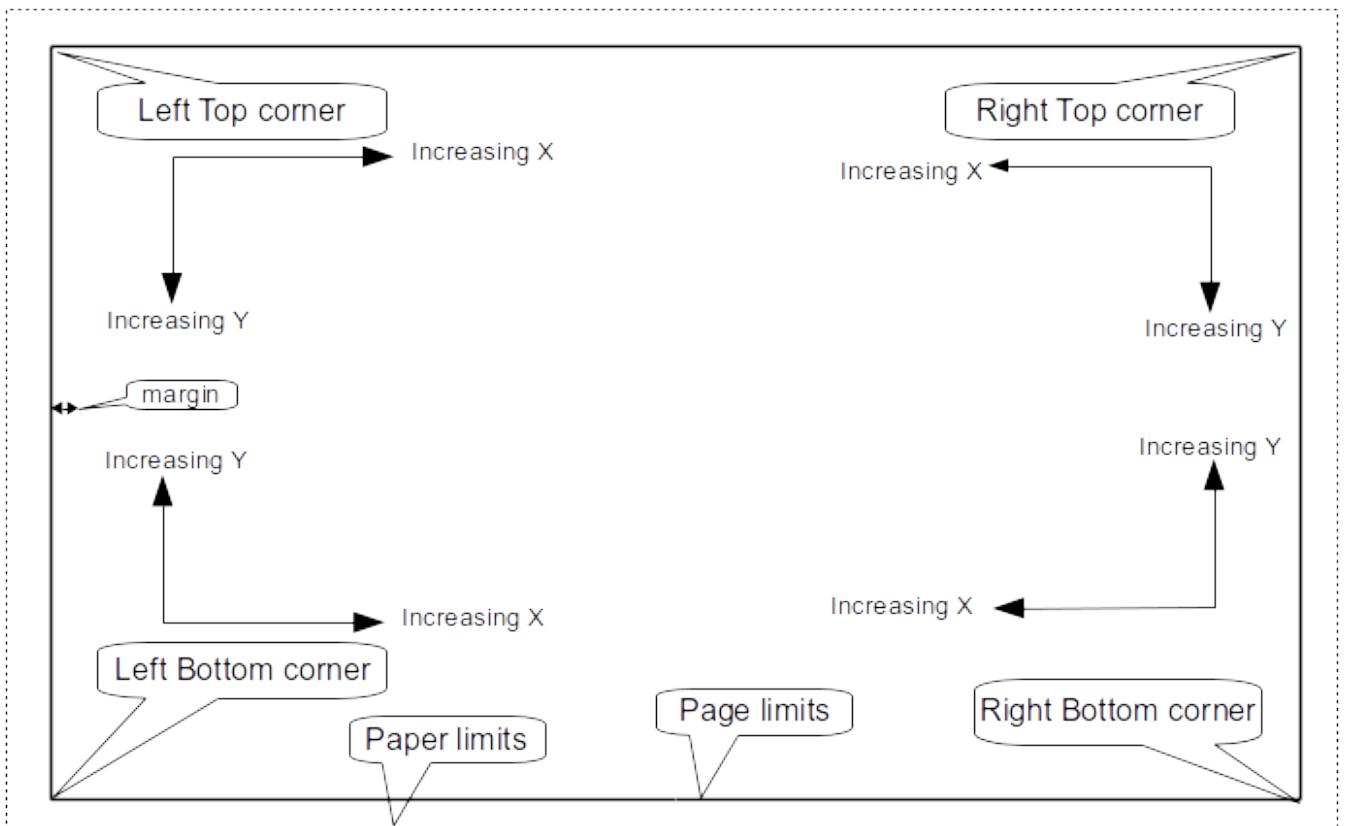 Left Top corner
Right Top corner
Increasing X
Increasing X
Increasing Y
Increasing Y
margin
Increasing Y
Increasing Y
Increasing X
Increasing X
Left Bottom corner
Page limits
Right Bottom corner
Paper limits